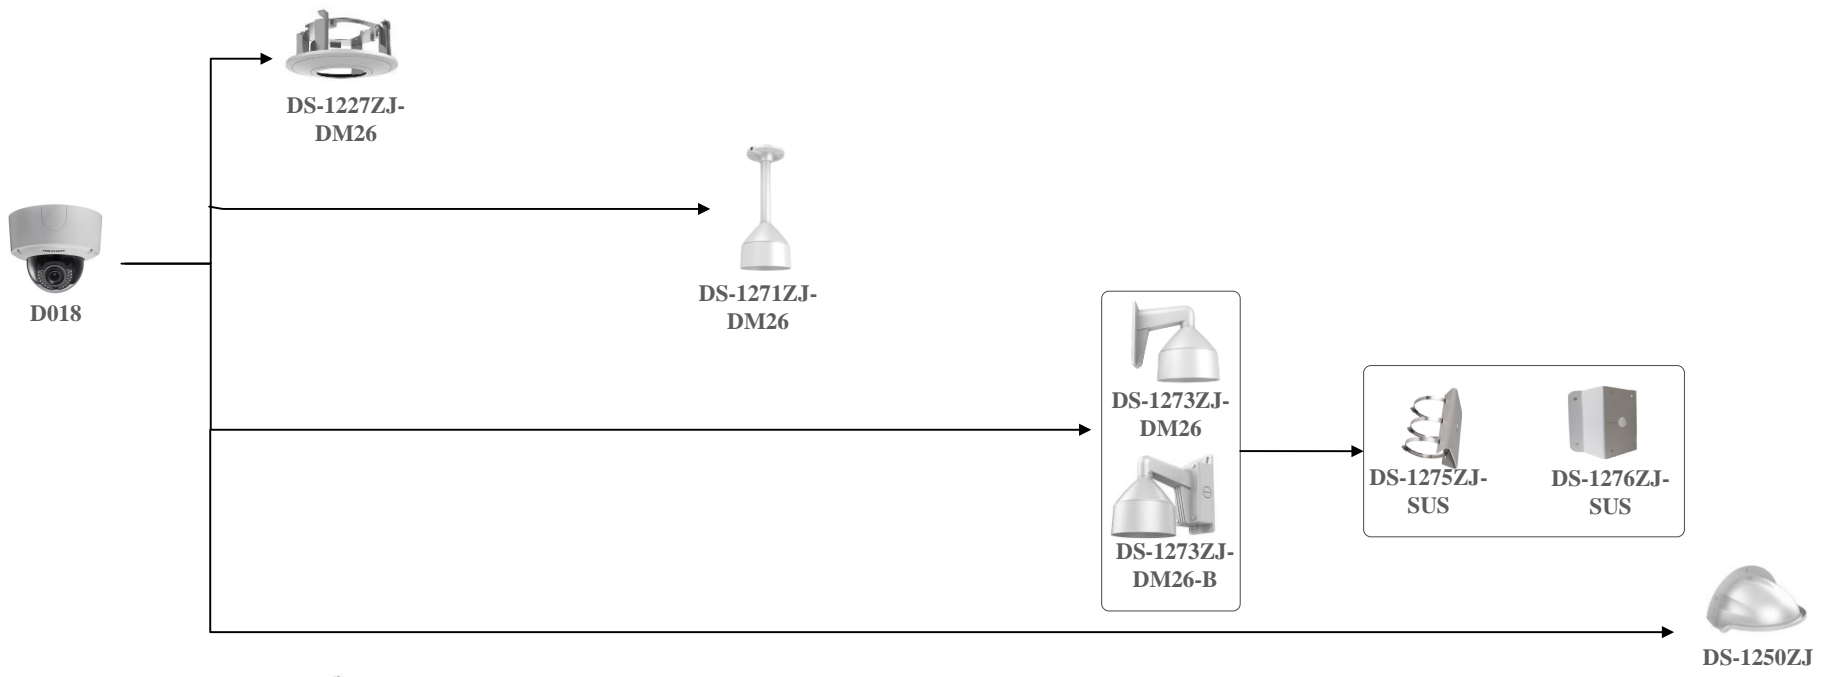 DS-1227ZJ-
DM26
D018
DS-1271ZJ-
DM26
DS-1273ZJ-
DM26
DS-1273ZJ-
DM26-B
DS-1275ZJ-
SUS
DS-1276ZJ-
SUS
DS-1250ZJ